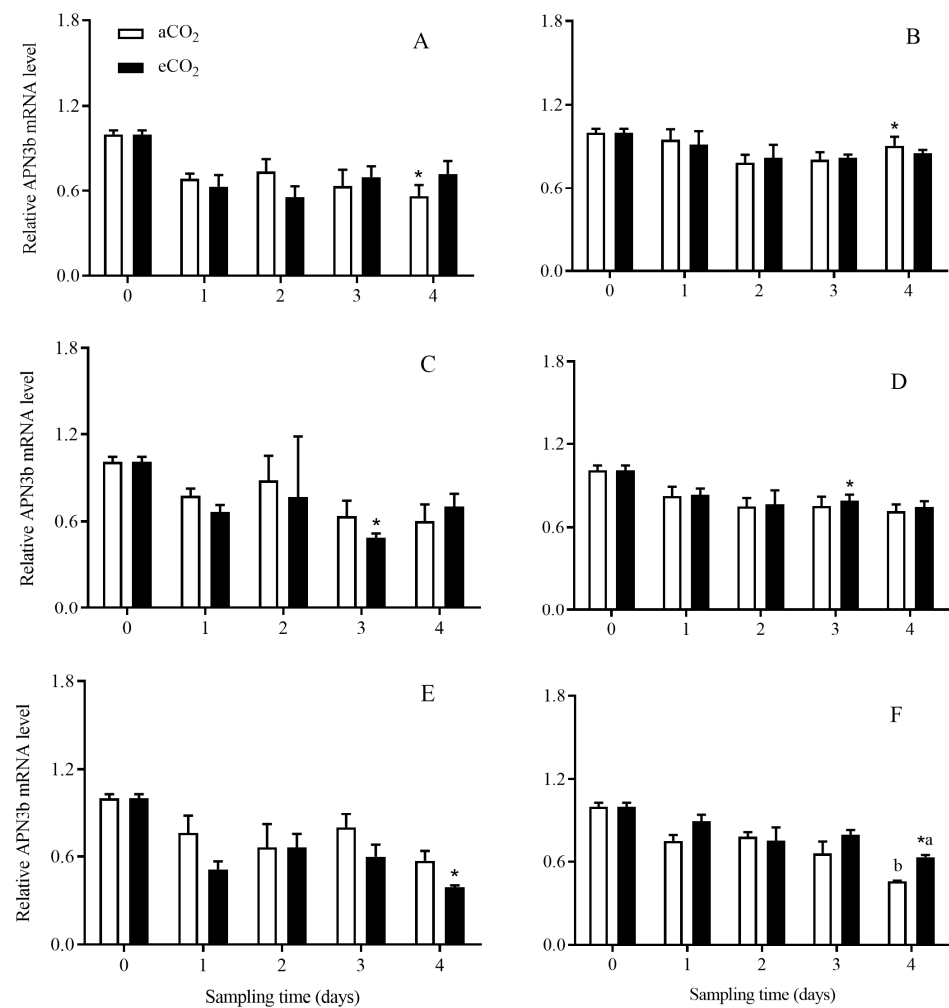 A
aCO2
eCO2
Relative APN3b mRNA level
1.8
1.2
0.6
0.0
*
0 1 2 3 4
B
1.8
1.2
0.6
0.0
*
0 1 2 3 4
C
Relative APN3b mRNA level
1.8
1.2
0.6
0.0
*
0 1 2 3 4
D
1.8
1.2
0.6
0.0
*
0 1 2 3 4
E
Relative APN3b mRNA level
1.8
1.2
0.6
0.0
*
0 1 2 3 4
Sampling time (days)
F
1.8
1.2
0.6
0.0
b
*a
0 1 2 3 4
Sampling time (days)